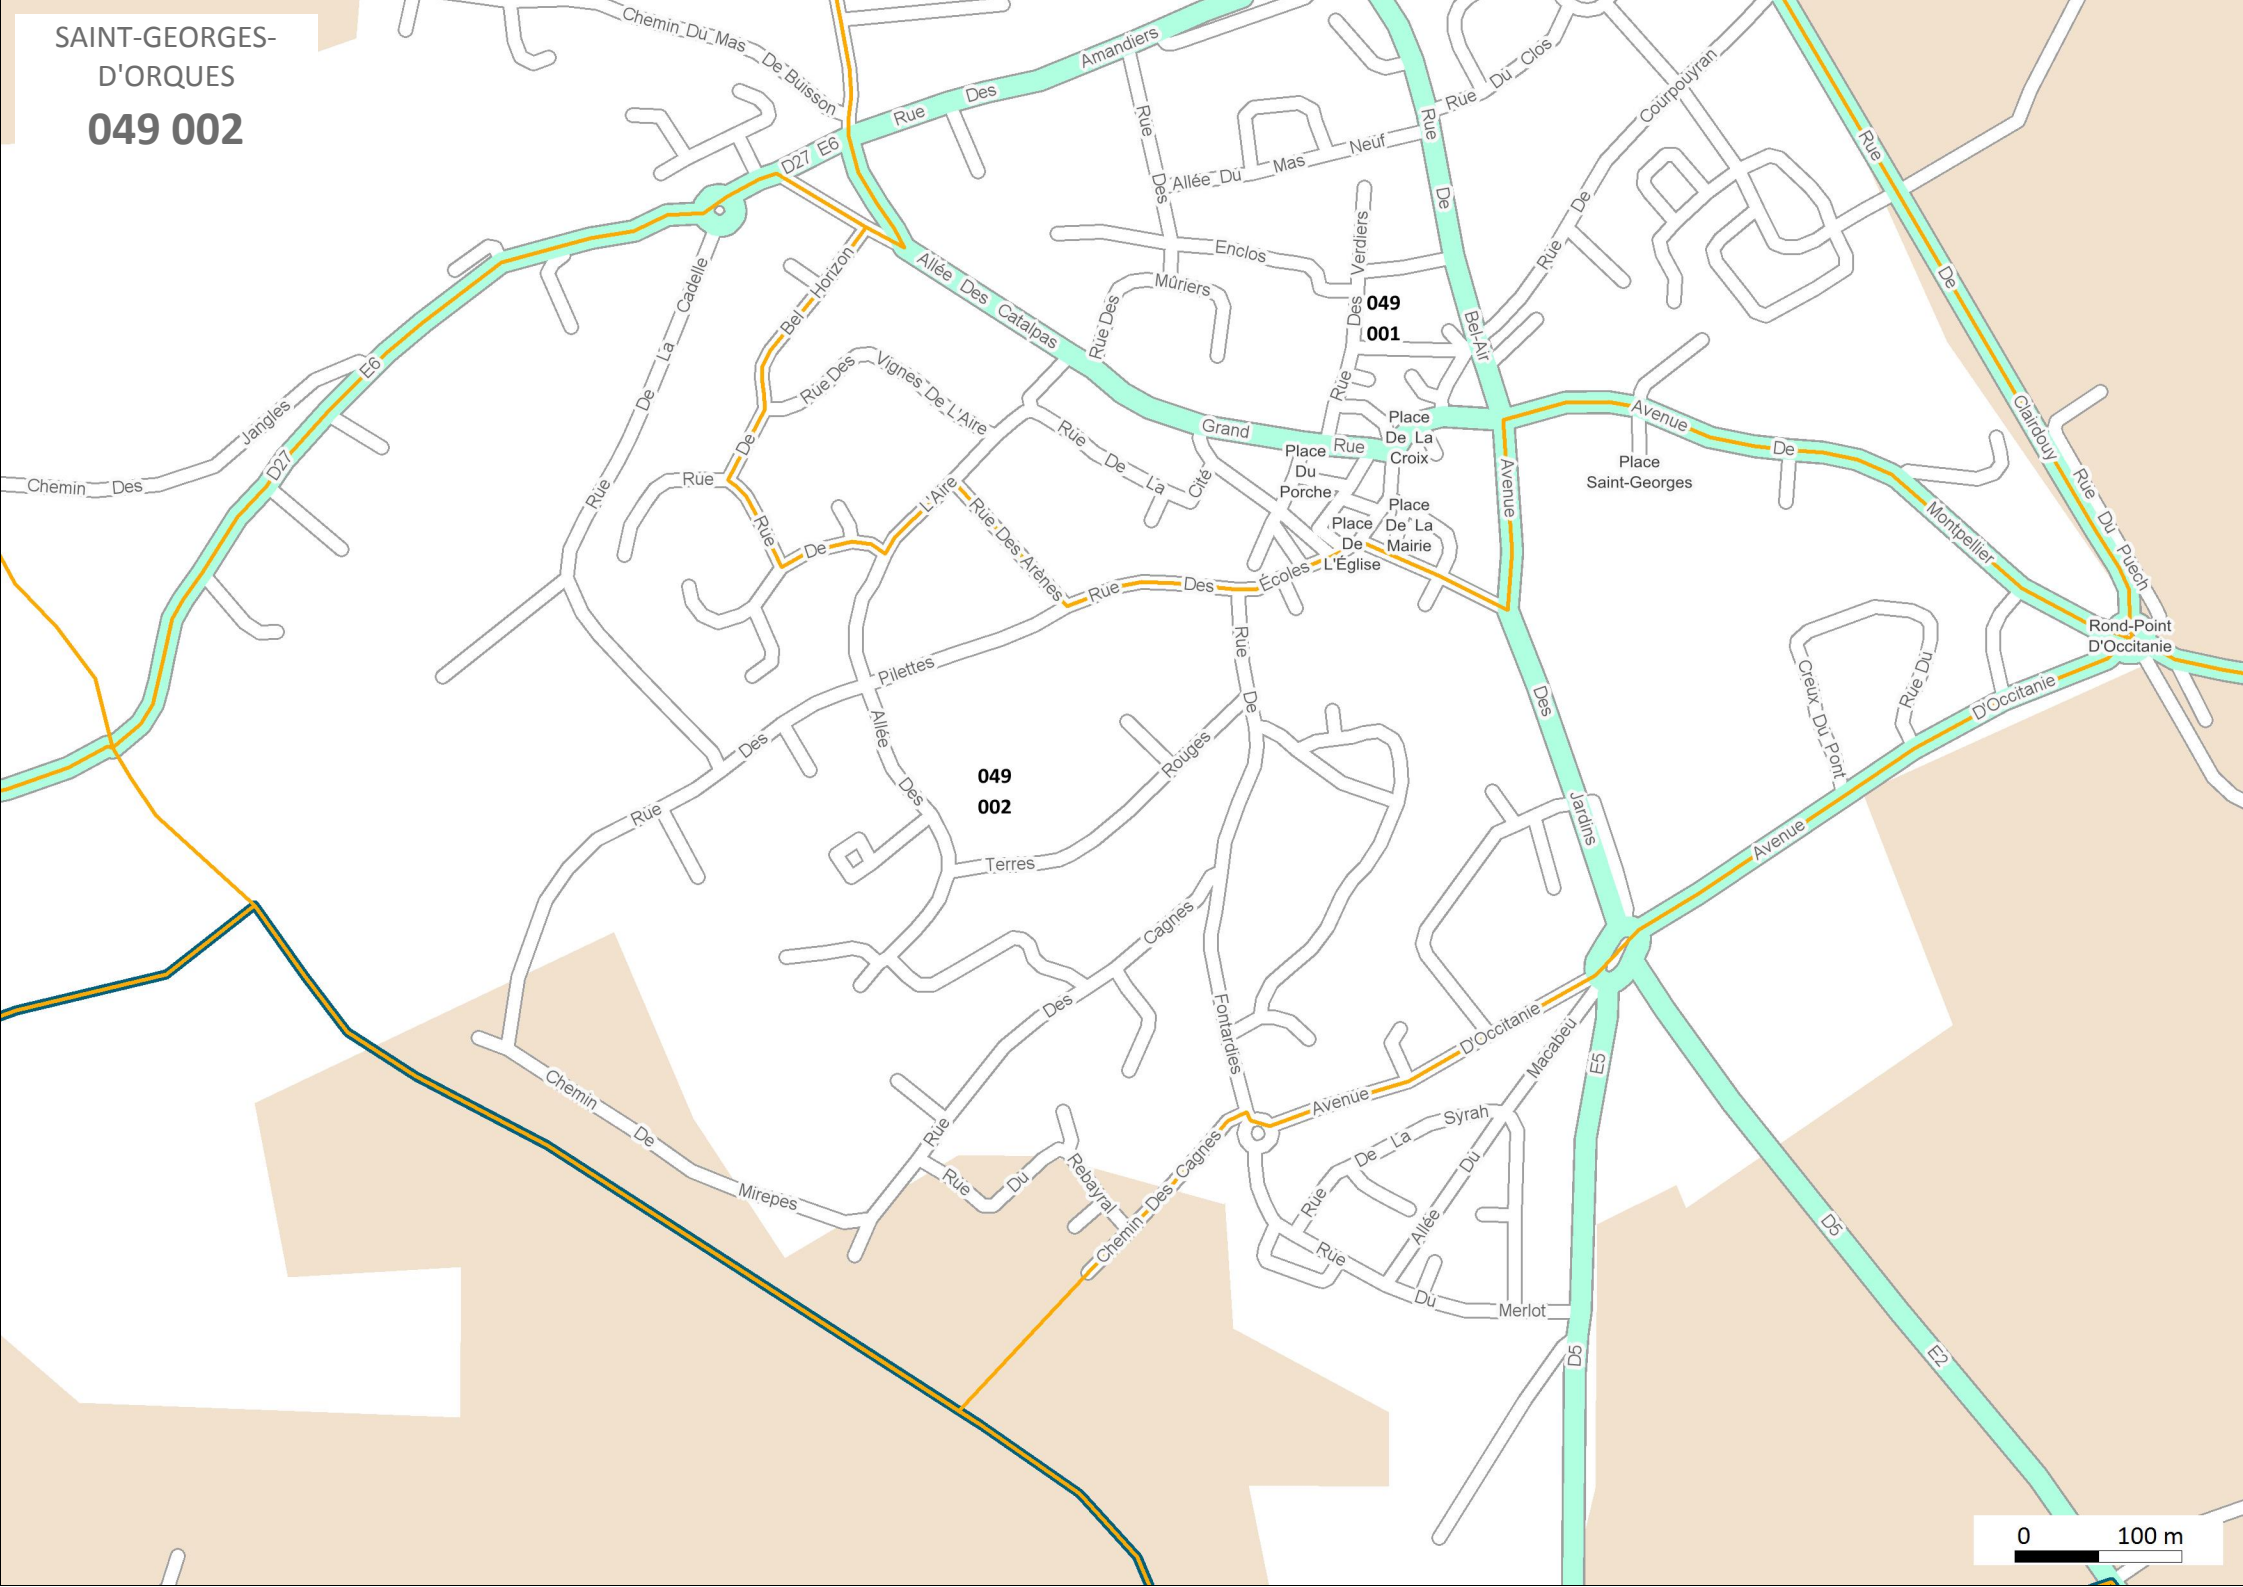 SAINT-GEORGES-
D'ORQUES
049 002
Chemin Du Mas De Buisson
Rue Des Amandiers
D27 E6
Rue Des Mûriers
Allée Du Mas Neuf
Rue Du Clos
Rue De Courpouyran
Rue De Bel-Air
Rue De Clairdouy
Enclos
Rue Des Verdiers
049
001
Allée Des Catalpas
Rue Des
Rue De La Cadelle
Rue De Bel Horizon
Rue Des Vignes De L'Aire
Chemin Des Jangles
D27 E6
Grand Rue
Place
De La
Croix
Place
Du
Porche
Place
De La
Mairie
Place
De
L'Église
Place
Saint-Georges
Avenue De Montpellier
Rue Du Puech
Rond-Point
D'Occitanie
Rue De La Cité
Rue
De L'Aire
Rue Des Arènes
Rue Des Écoles
Avenue Des Jardins
Rue Des Pilettes
Allée Des Terres Rouges
049
002
Rue De Fontardies
Rue Du Creux Du Pont
Avenue D'Occitanie
Rue Des Cagnes
Chemin De Mirepes
Rue Du Rebayral
Chemin Des Cagnes
Avenue D'Occitanie
Allée Du Macabeu
Rue De La Syrah
Rue Du Merlot
E5
D5
D5
E2
0 100 m